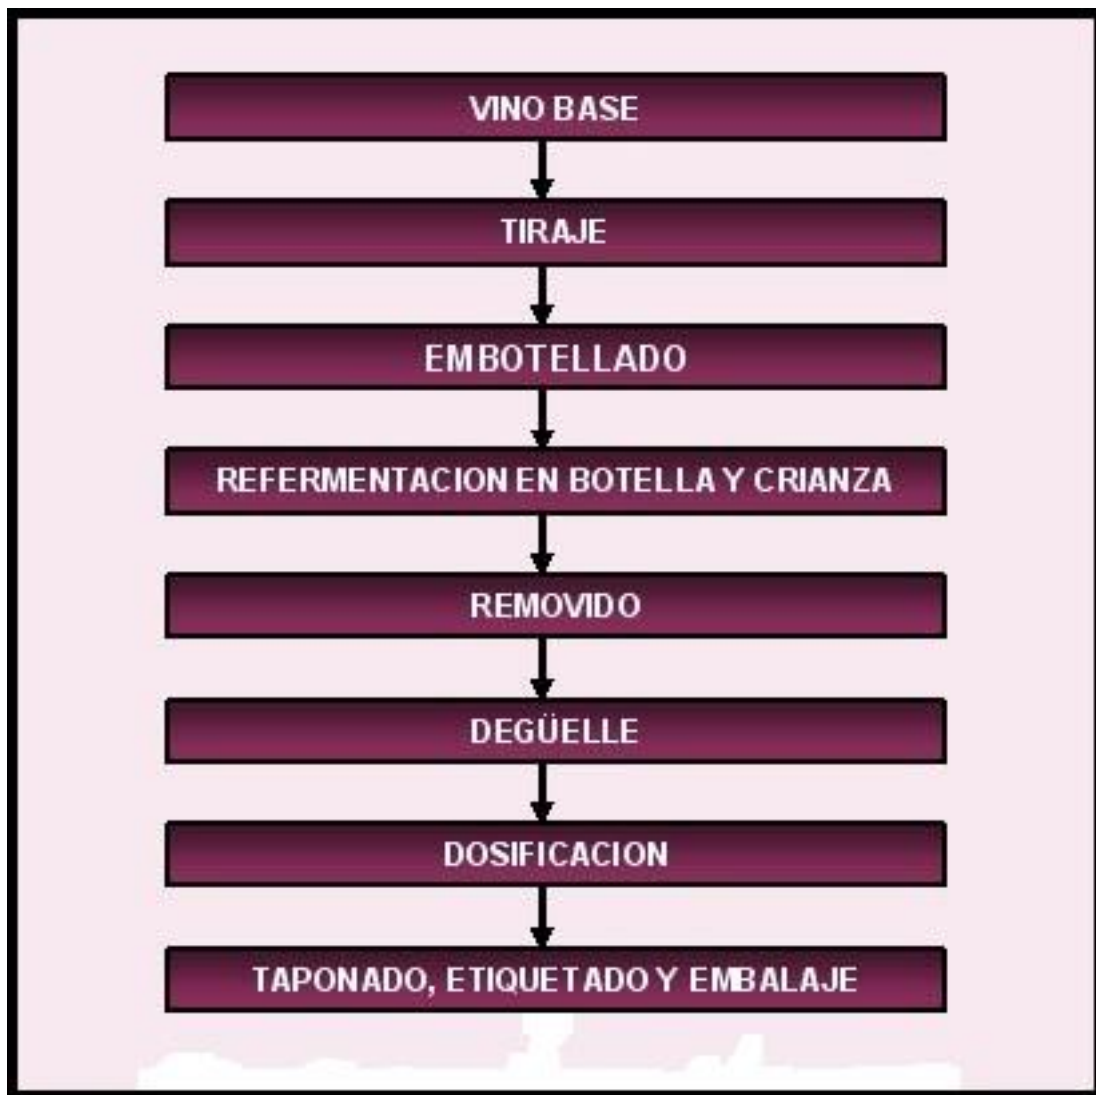 VINO BASE
TIRAJE
EMBOTELLADO
REFERMENTACION EN BOTELLA Y CRIANZA
REMOVIDO
DEGÜELLE
DOSIFICACION
TAPONADO, ETIQUETADO Y EMBALAJE